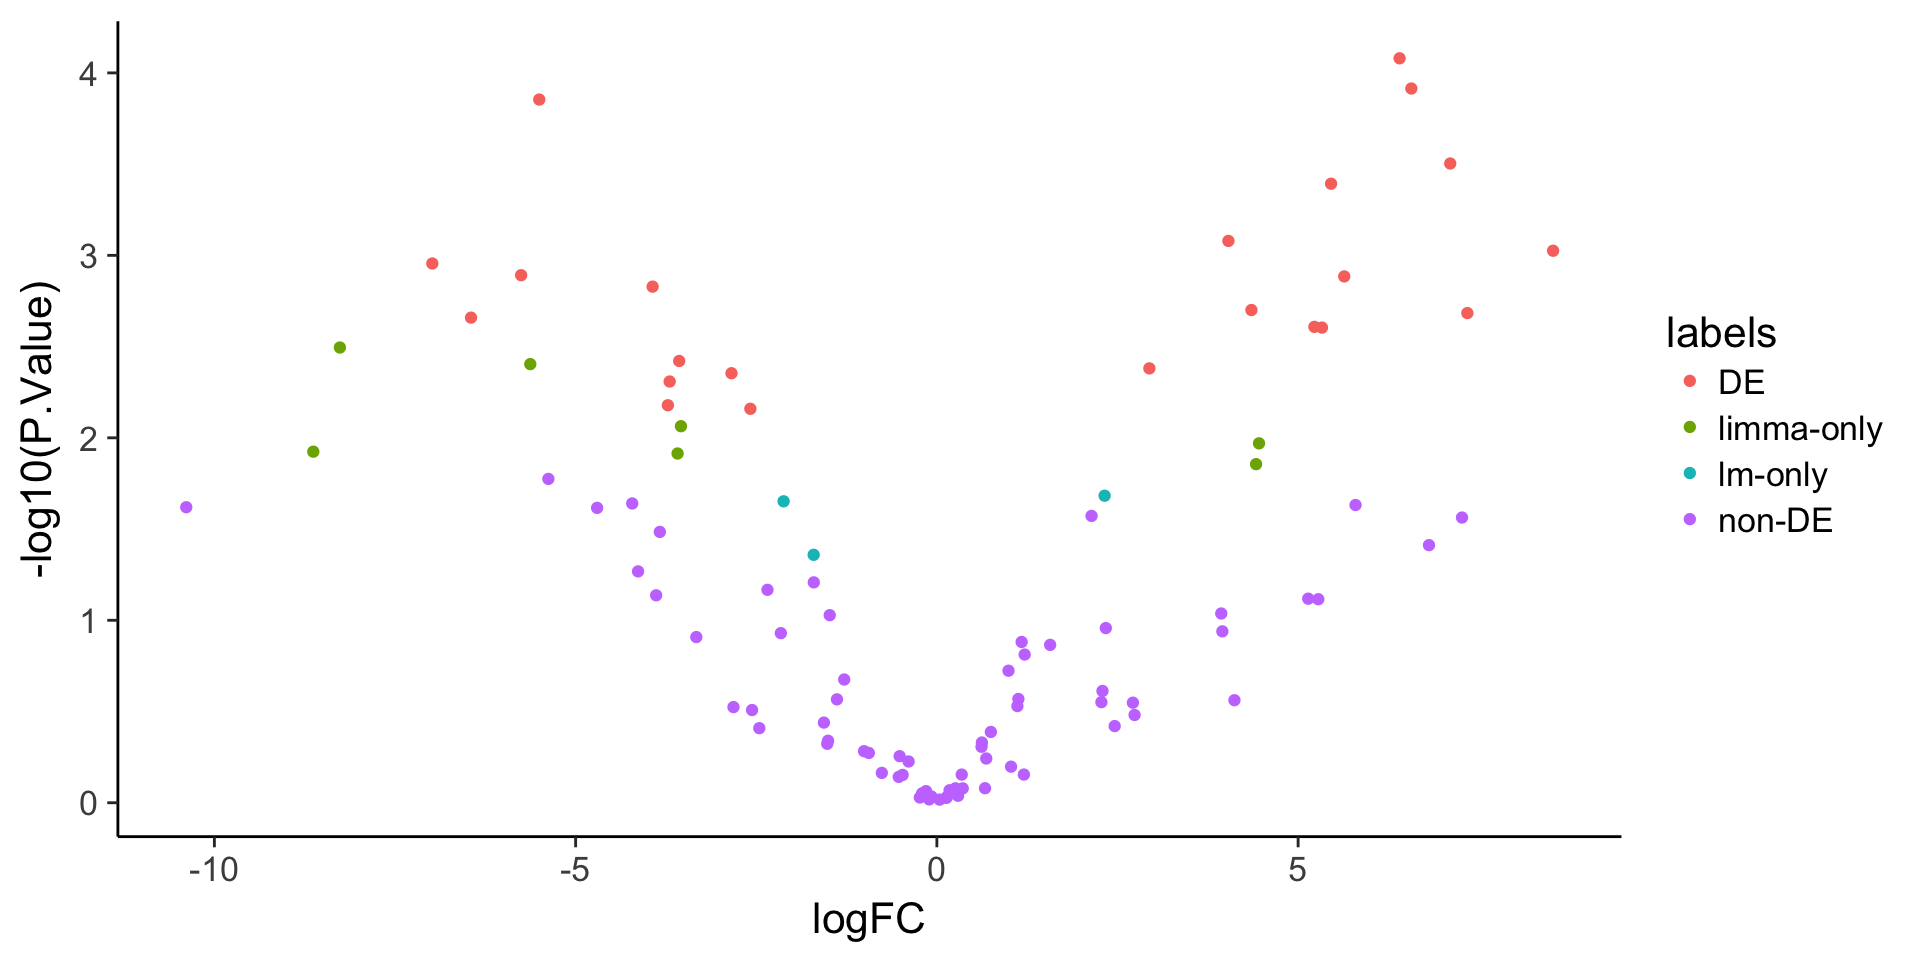 4
3
2
1
0
-log10(P.Value)
-10 -5 0 5
logFC
labels
DE
limma-only
lm-only
non-DE